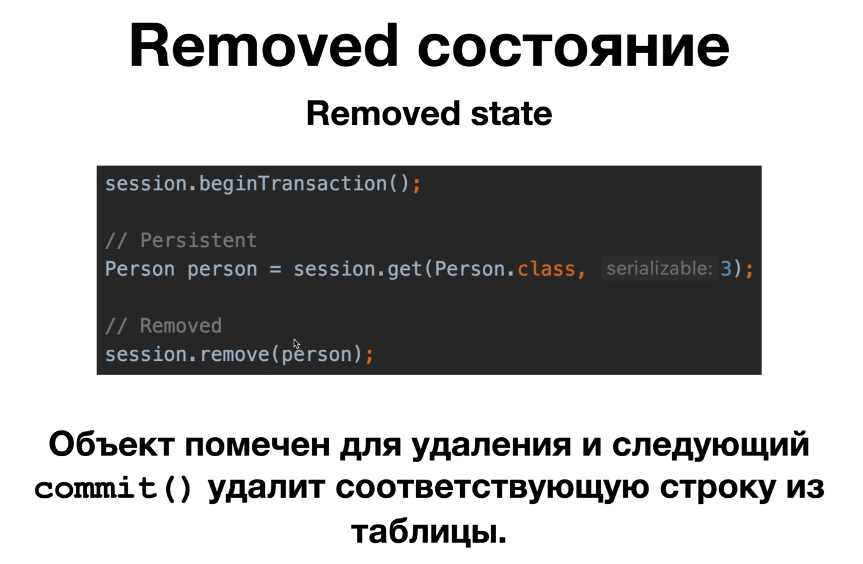 Removed состояние
Removed state
session.beginTransaction();
// Persistent
Person person = session.get(Person.class, serializable: 3);
// Removed
session.remove(person);
Объект помечен для удаления и следующий
commit() удалит соответствующую строку из
таблицы.